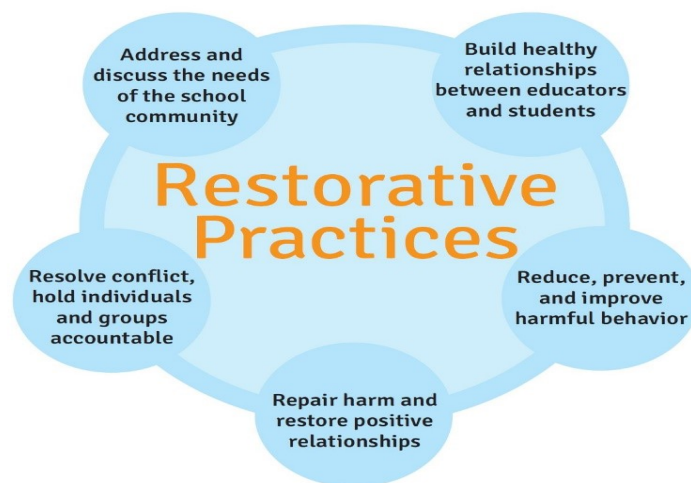 Address and
discuss the needs
of the school
community
Build healthy
relationships
between educators
and students
Restorative
Practices
Resolve conflict,
hold individuals
and groups
accountable
Reduce, prevent,
and improve
harmful behavior
Repair harm and
restore positive
relationships